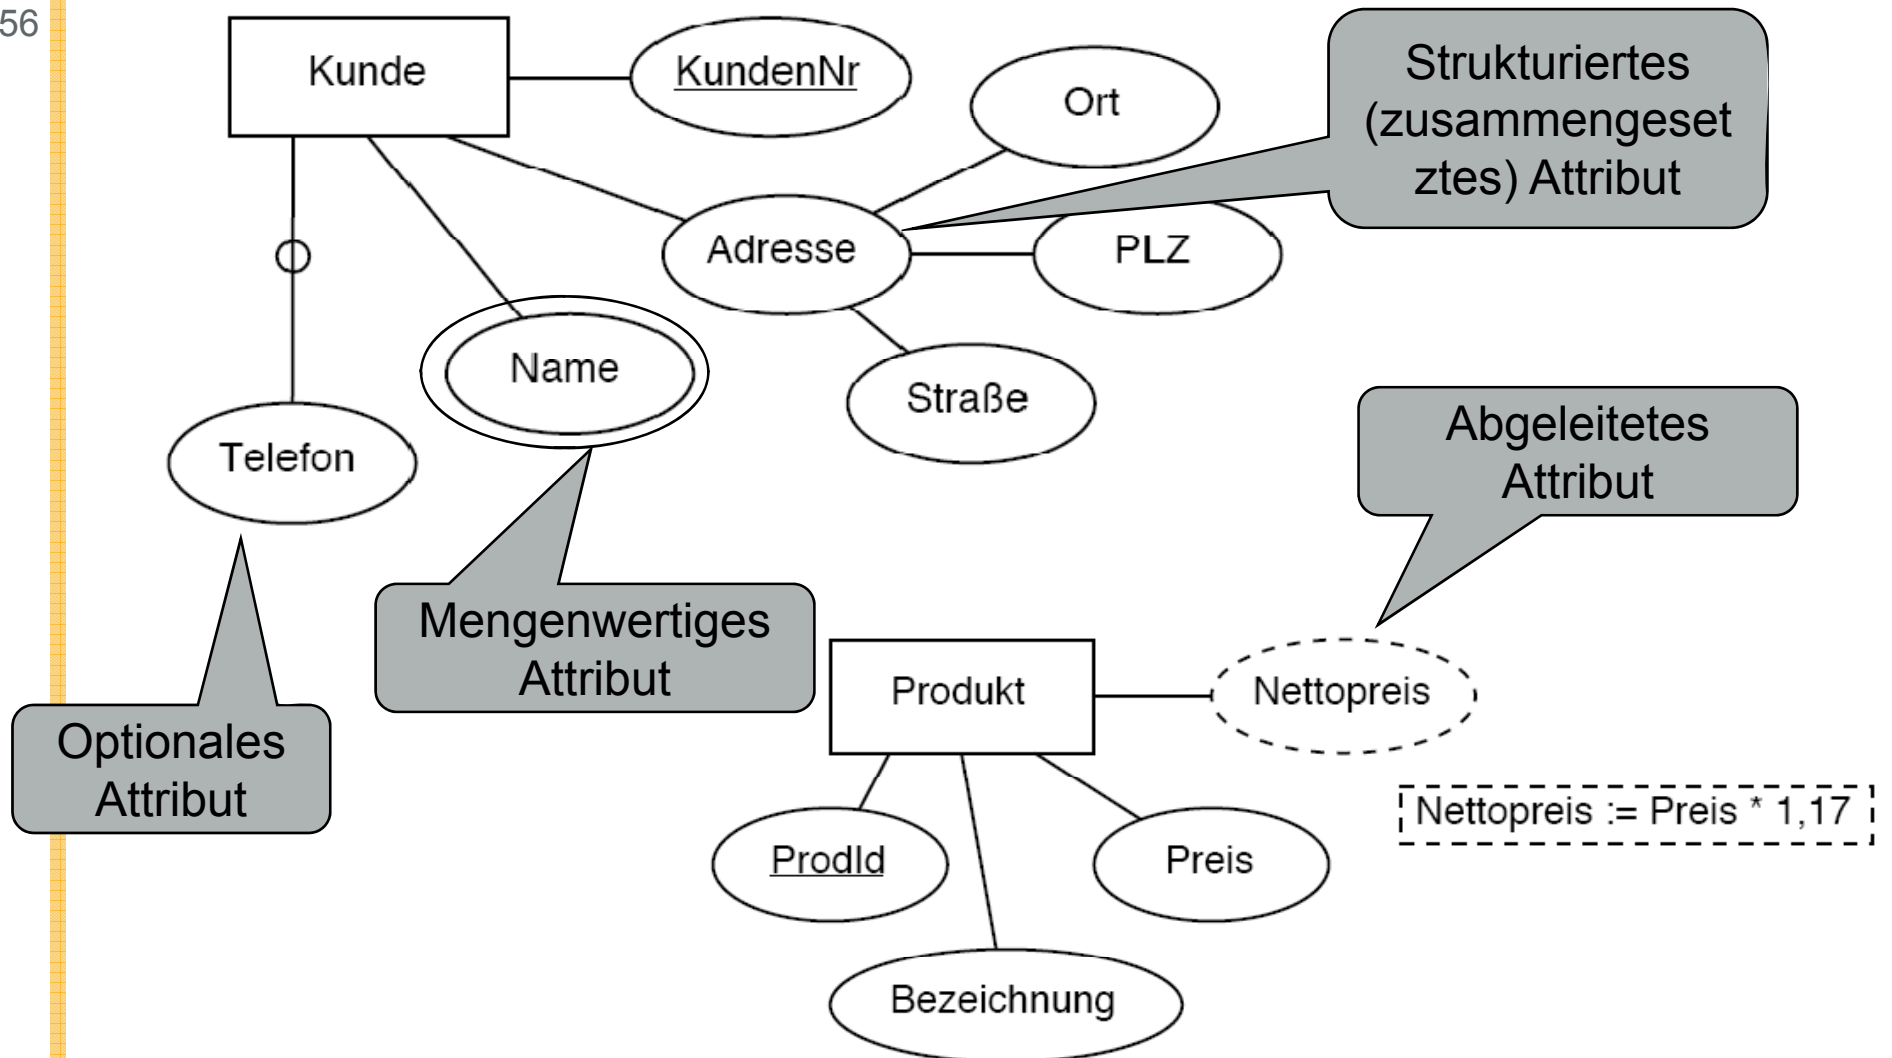 56
Kunde
KundenNr
Ort
Strukturiertes
(zusammengeset
ztes) Attribut
Adresse
PLZ
Name
Straße
Telefon
Abgeleitetes
Attribut
Mengenwertiges
Attribut
Optionales
Attribut
Produkt
Nettopreis
Nettopreis := Preis * 1,17
ProdId
Preis
Bezeichnung